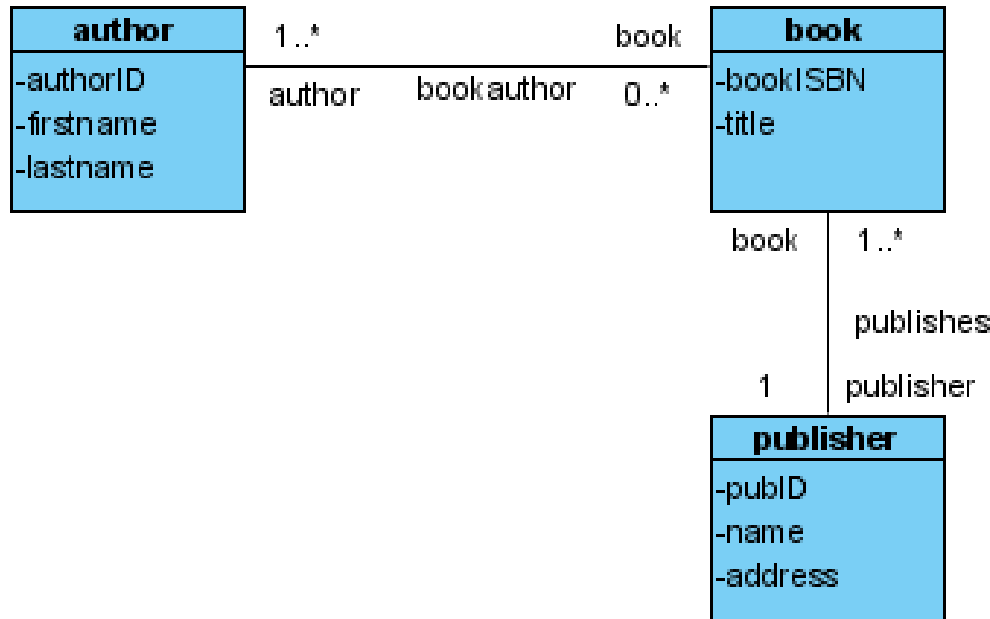 author
-authorID
-firstname
-lastname
1..*
author
bookauthor
book
0..*
book
-bookISBN
-title
book
1..*
publishes
1
publisher
publisher
-pubID
-name
-address